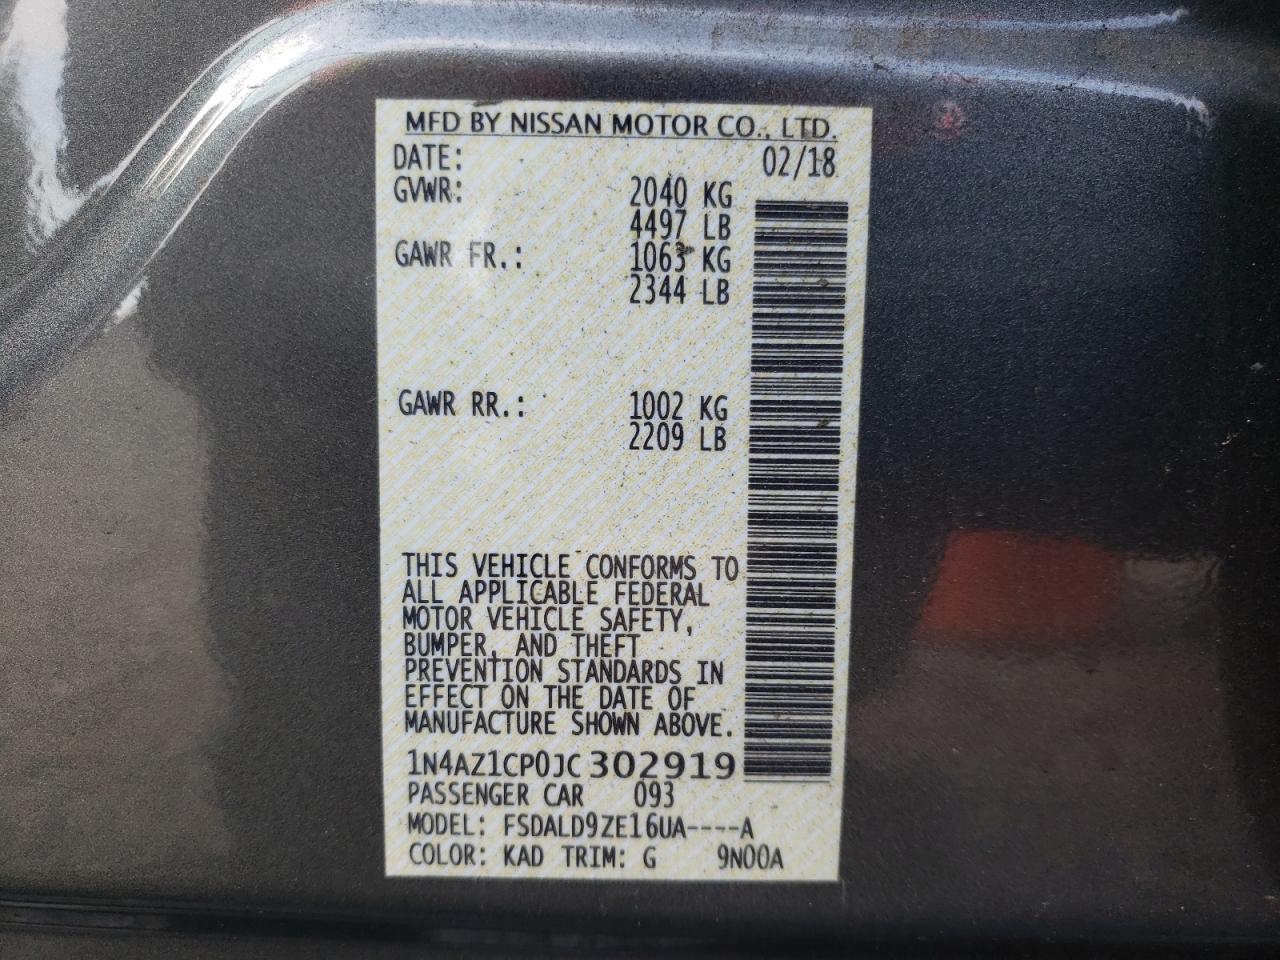 MFD BY NISSAN MOTOR CO., LTD.
DATE: 02/18
GVWR: 2040 KG
4497 LB
GAWR FR.: 1063 KG
2344 LB
GAWR RR.: 1002 KG
2209 LB
THIS VEHICLE CONFORMS TO
ALL APPLICABLE FEDERAL
MOTOR VEHICLE SAFETY,
BUMPER, AND THEFT
PREVENTION STANDARDS IN
EFFECT ON THE DATE OF
MANUFACTURE SHOWN ABOVE.
1N4AZ1CP0JC302919
PASSENGER CAR 093
MODEL: FSDALD9ZE16UA----A
COLOR: KAD TRIM: G 9N00A